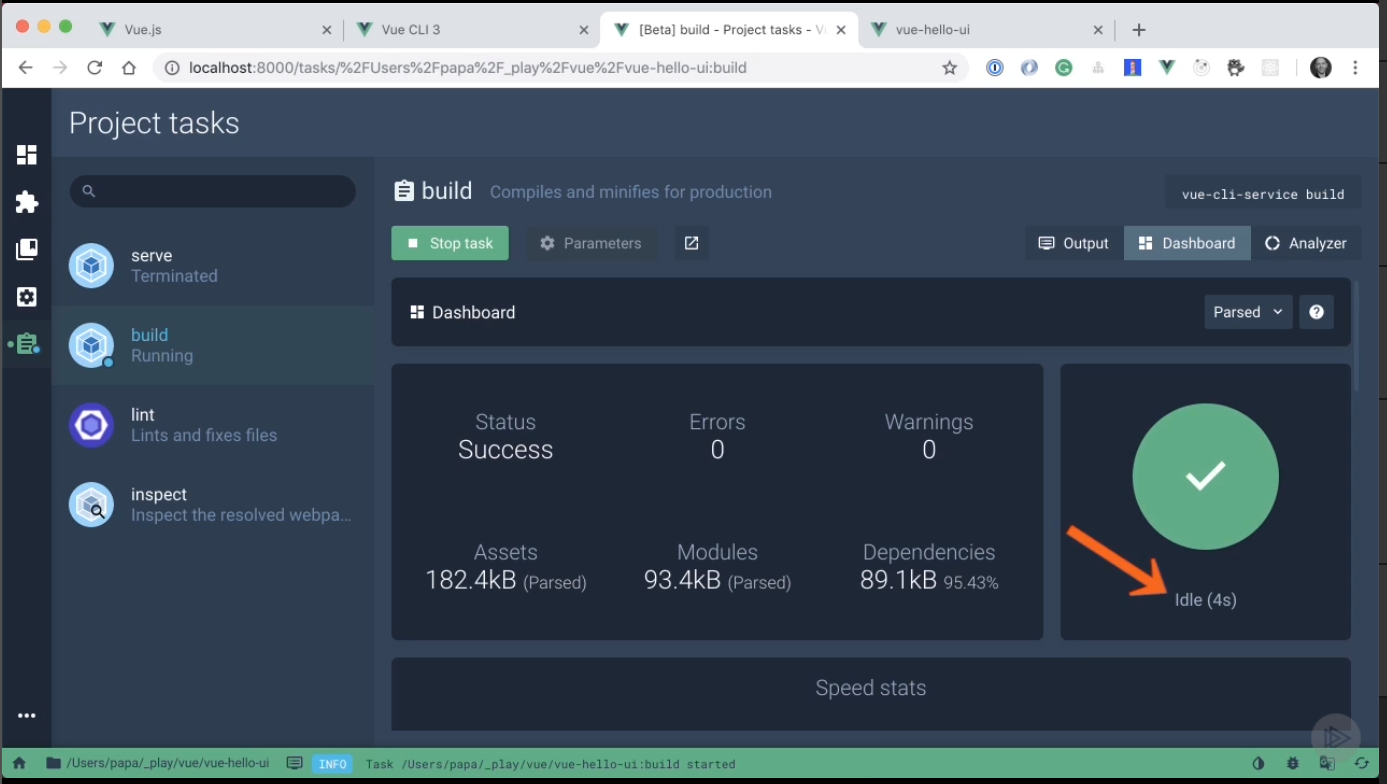 Vue.js
Vue CLI 3
[Beta] build - Project tasks - V
vue-hello-ui
localhost:8000/tasks/%2FUsers%2Fpapa%2F_play%2Fvue%2Fvue-hello-ui:build
Project tasks
serve
Terminated
build
Running
lint
Lints and fixes files
inspect
Inspect the resolved webpa...
build Compiles and minifies for production
vue-cli-service build
Stop task
Parameters
Output
Dashboard
Analyzer
Dashboard
Parsed
Status
Success
Errors
0
Warnings
0
Assets
182.4kB (Parsed)
Modules
93.4kB (Parsed)
Dependencies
89.1kB 95.43%
Idle (4s)
Speed stats
/Users/papa/_play/vue/vue-hello-ui
INFO Task /Users/papa/_play/vue/vue-hello-ui:build started